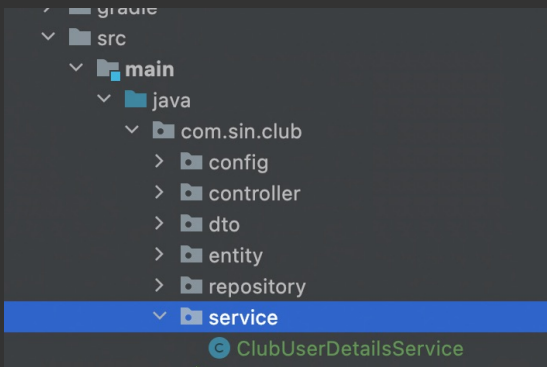 gradle
src
main
java
com.sin.club
config
controller
dto
entity
repository
service
ClubUserDetailsService